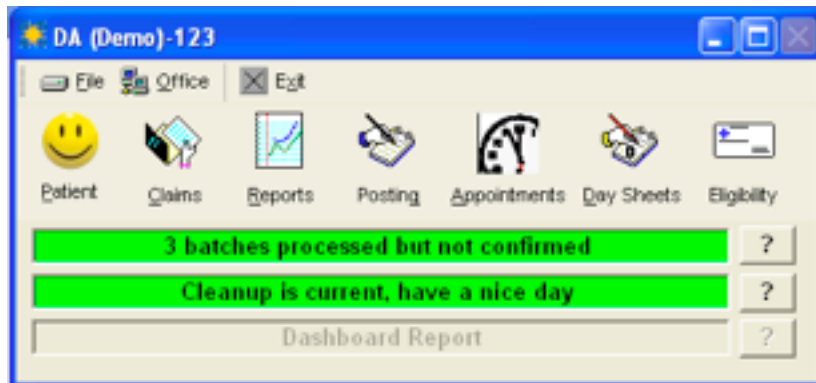 DA (Demo)-123
File Office Exit
Patient Claims Reports Posting Appointments Day Sheets Eligibility
3 batches processed but not confirmed ?
Cleanup is current, have a nice day ?
Dashboard Report ?